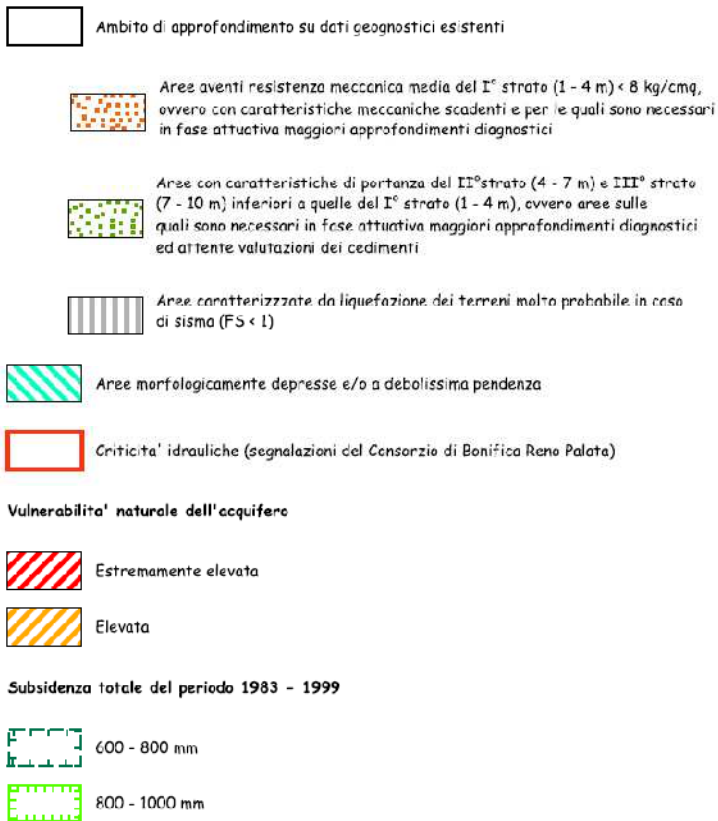 Ambito di approfondimento su dati geognostici esistenti
Aree aventi resistenza meccanica media del I° strato (1 - 4 m) < 8 kg/cmq,
ovvero con caratteristiche meccaniche scadenti e per le quali sono necessari
in fase attuativa maggiori approfondimenti diagnostici
Aree con caratteristiche di portanza del II°strato (4 - 7 m) e III° strato
(7 - 10 m) inferiori a quelle del I° strato (1 - 4 m), ovvero aree sulle
quali sono necessari in fase attuativa maggiori approfondimenti diagnostici
ed attente valutazioni dei cedimenti
Aree caratterizzzate da liquefazione dei terreni molto probabile in caso
di sisma (FS < 1)
Aree morfologicamente depresse e/o a debolissima pendenza
Criticita' idrauliche (segnalazioni del Consorzio di Bonifica Reno Palata)
Vulnerabilita' naturale dell'acquifero
Estremamente elevata
Elevata
Subsidenza totale del periodo 1983 - 1999
600 - 800 mm
800 - 1000 mm